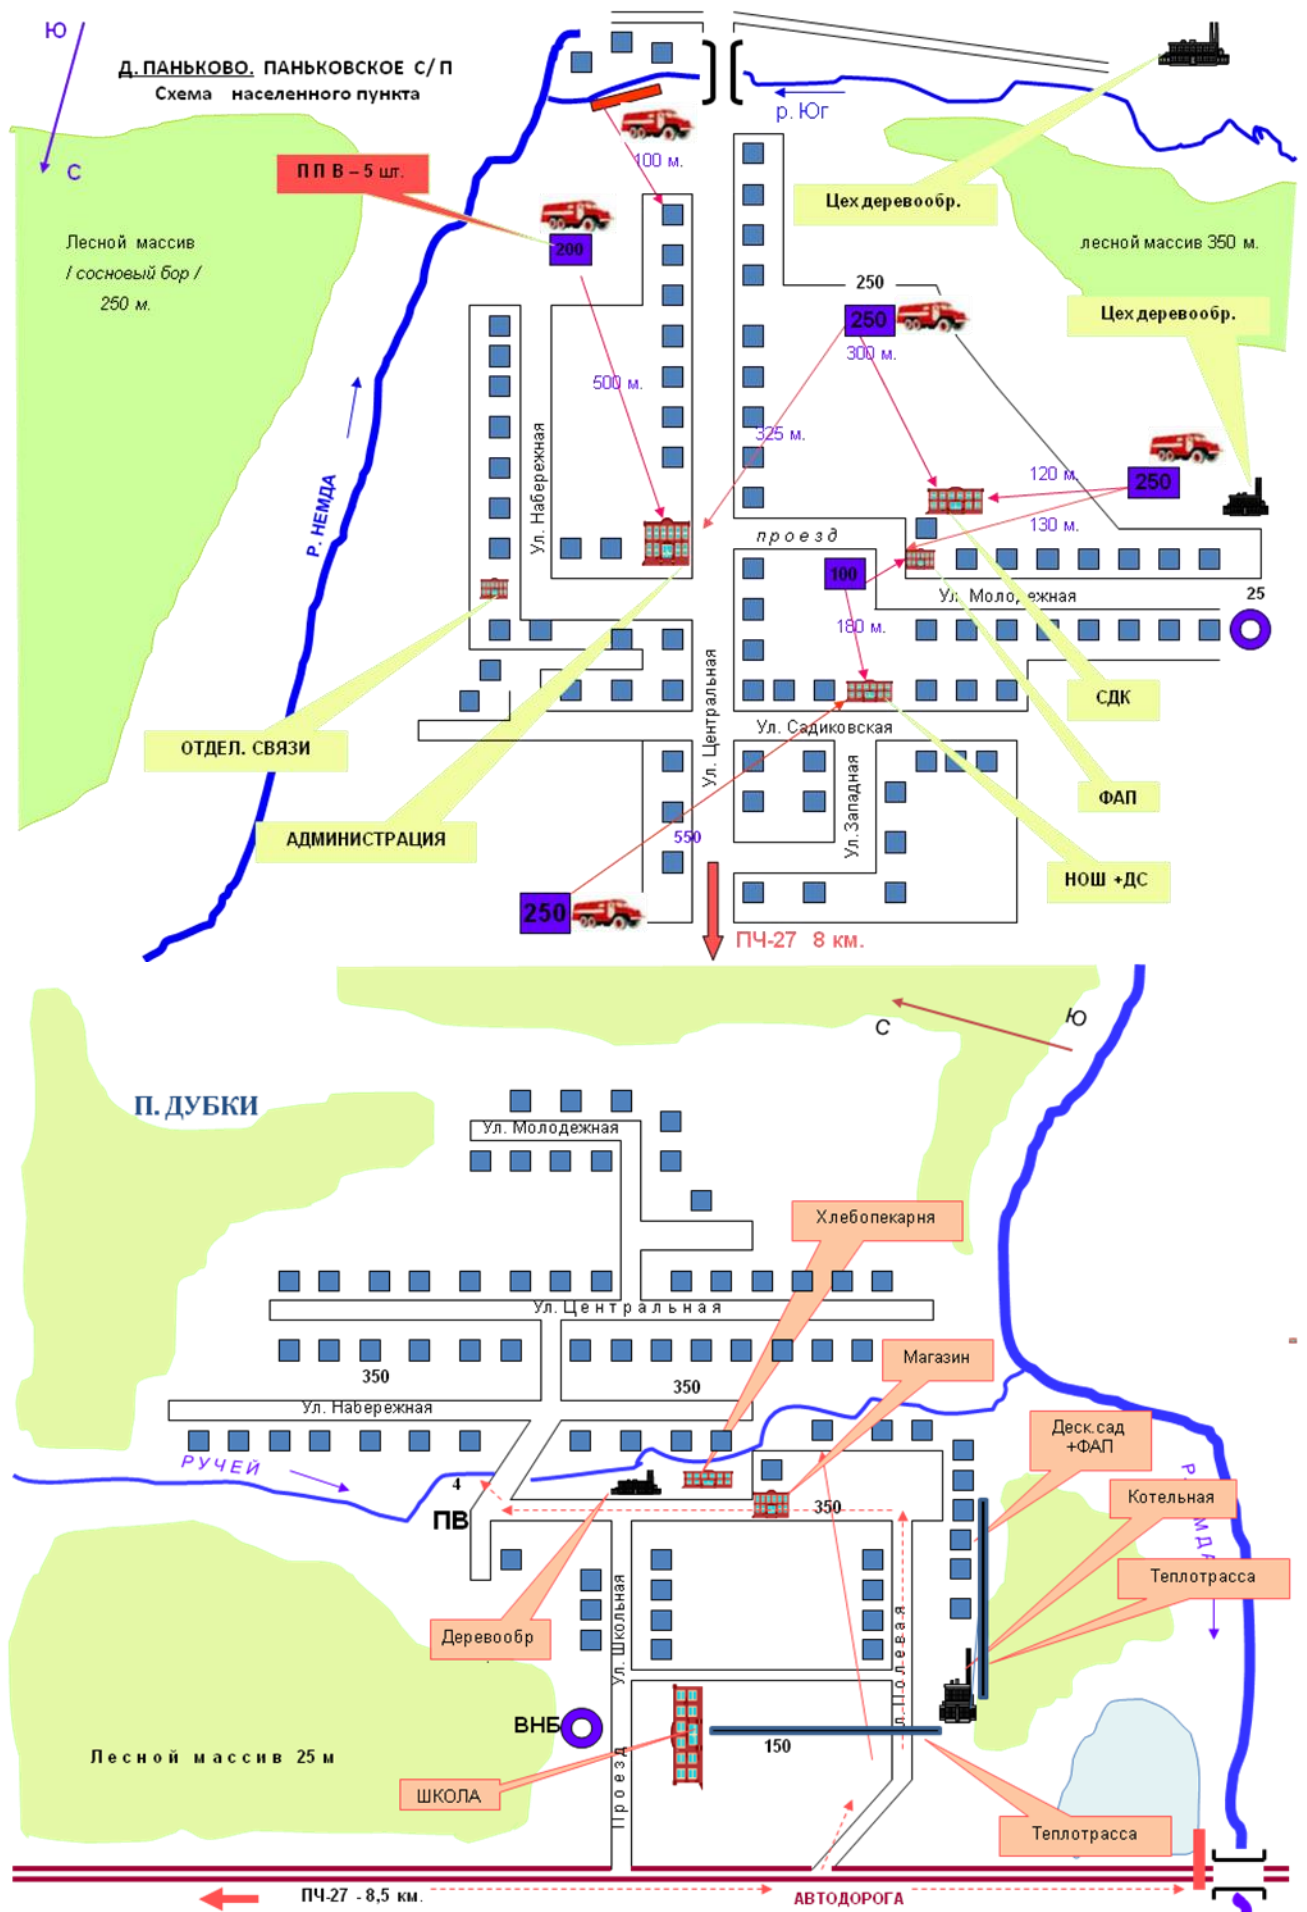 Ю
Д. ПАНЬКОВО. ПАНЬКОВСКОЕ С/П
Схема населенного пункта
С
р. Юг
100 м.
П П В – 5 шт.
Цех деревообр.
200
Лесной массив
/ сосновый бор /
250 м.
лесной массив 350 м.
250
Цех деревообр.
250
300 м.
500 м.
325 м.
Ул. Набережная
120 м.
250
Р. НЕМДА
130 м.
проезд
100
Ул. Молодежная
25
180 м.
СДК
Ул. Центральная
Ул. Садиковская
ОТДЕЛ. СВЯЗИ
Ул. Западная
ФАП
АДМИНИСТРАЦИЯ
550
НОШ +ДС
250
ПЧ-27 8 км.
С
Ю
П. ДУБКИ
Ул. Молодежная
Хлебопекарня
Ул. Центральная
350
350
Магазин
Ул. Набережная
Деск.сад
+ФАП
РУЧЕЙ
4
ПВ
350
Котельная
Теплотрасса
Деревообр
Ул. Школьная
ВНБ
150
Лесной массив 25 м
ШКОЛА
Проезд
Теплотрасса
ПЧ-27 - 8,5 км.
АВТОДОРОГА